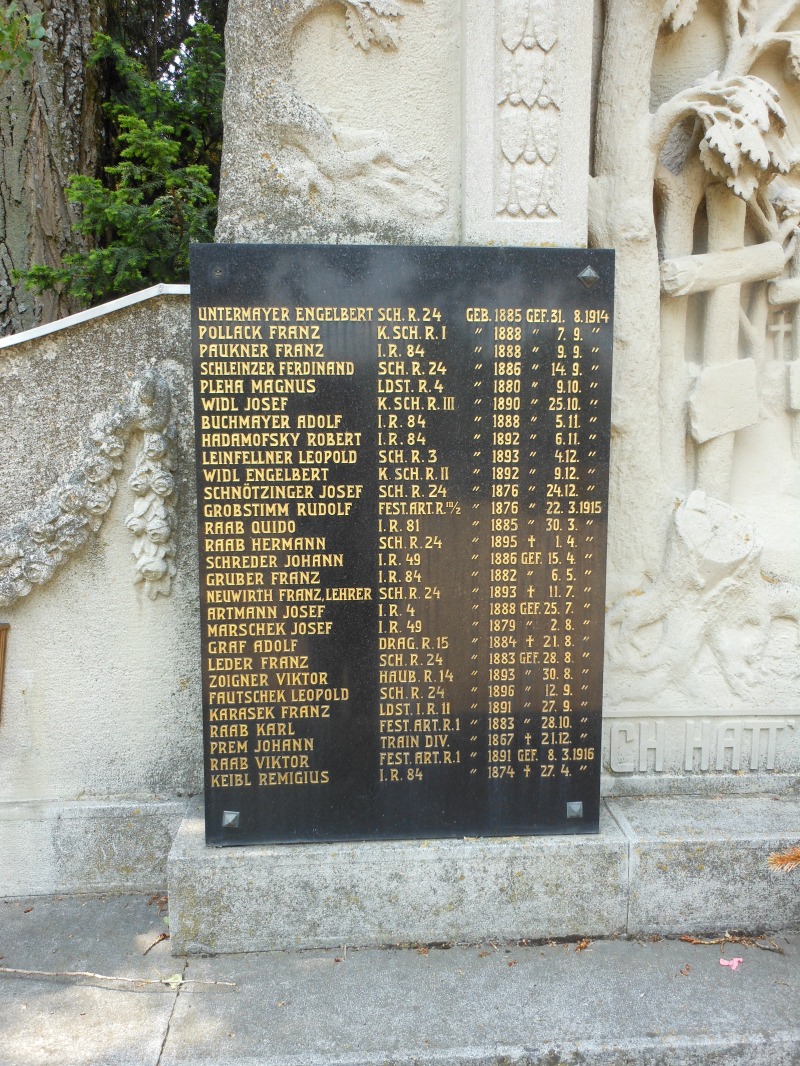 UNTERMAYER ENGELBERT SCH. R. 24 GEB. 1885 GEF. 31. 8. 1914
POLLACK FRANZ K. SCH. R. I " 1888 " 7. 9. "
PAUKNER FRANZ I. R. 84 " 1888 " 9. 9. "
SCHLEINZER FERDINAND SCH. R. 24 " 1886 " 14. 9. "
PLEHA MAGNUS LDST. R. 4 " 1880 " 9. 10. "
WIDL JOSEF K. SCH. R. III " 1890 " 25. 10. "
BUCHMAYER ADOLF I. R. 84 " 1888 " 5. 11. "
HADAMOFSKY ROBERT I. R. 84 " 1892 " 6. 11. "
LEINFELLNER LEOPOLD SCH. R. 3 " 1893 " 4. 12. "
WIDL ENGELBERT K. SCH. R. II " 1892 " 9. 12. "
SCHNÖTZINGER JOSEF SCH. R. 24 " 1876 " 24. 12. "
GROBSTIMM RUDOLF FEST. ART. R. III/2 " 1876 " 22. 3. 1915
RAAB QUIDO I. R. 81 " 1885 " 30. 3. "
RAAB HERMANN SCH. R. 24 " 1895 † 1. 4. "
SCHREDER JOHANN I. R. 49 " 1886 GEF. 15. 4. "
GRUBER FRANZ I. R. 84 " 1882 " 6. 5. "
NEUWIRTH FRANZ, LEHRER SCH. R. 24 " 1893 † 11. 7. "
ARTMANN JOSEF I. R. 4 " 1888 GEF. 25. 7. "
MARSCHEK JOSEF I. R. 49 " 1879 " 2. 8. "
GRAF ADOLF DRAG. R. 15 " 1884 † 21. 8. "
LEDER FRANZ SCH. R. 24 " 1883 GEF. 28. 8. "
ZOIGNER VIKTOR HAUB. R. 14 " 1893 " 30. 8. "
FAUTSCHEK LEOPOLD SCH. R. 24 " 1896 " 12. 9. "
KARASEK FRANZ LDST. I. R. 11 " 1891 " 27. 9. "
RAAB KARL FEST. ART. R. 1 " 1883 " 28. 10. "
PREM JOHANN TRAIN DIV. " 1867 † 21. 12. "
RAAB VIKTOR FEST. ART. R. 1 " 1891 GEF. 8. 3. 1916
KEIBL REMIGIUS I. R. 84 " 1874 † 27. 4. "
CH HATT